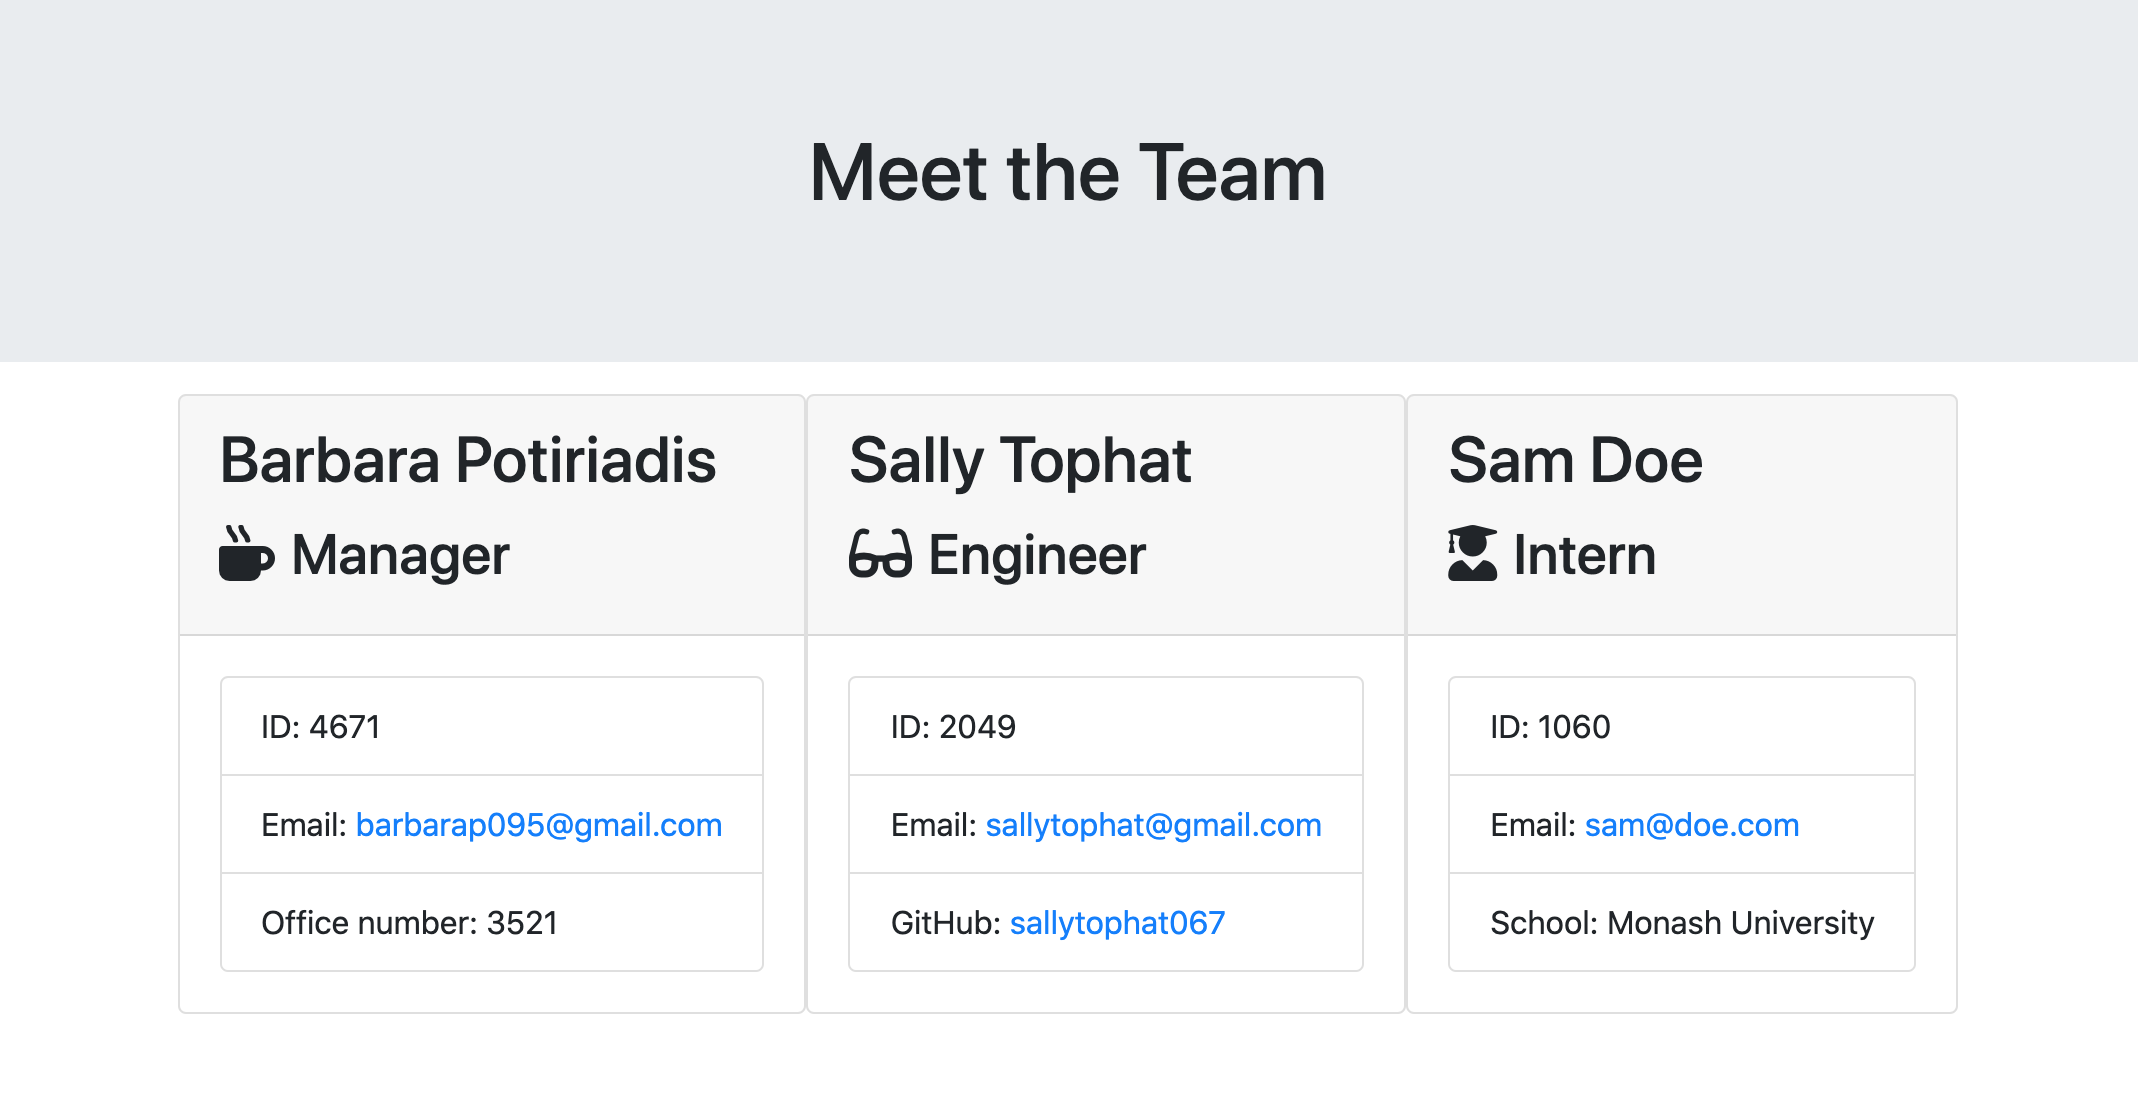 Meet the Team
Barbara Potiriadis
Manager
ID: 4671
Email: barbarap095@gmail.com
Office number: 3521
Sally Tophat
Engineer
ID: 2049
Email: sallytophat@gmail.com
GitHub: sallytophat067
Sam Doe
Intern
ID: 1060
Email: sam@doe.com
School: Monash University